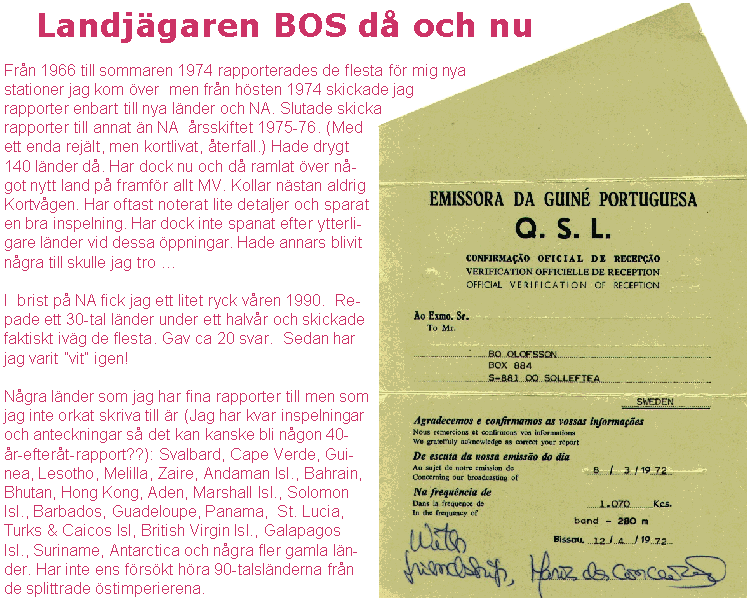 Landjägaren BOS då och nu
Från 1966 till sommaren 1974 rapporterades de flesta för mig nya
stationer jag kom över  men från hösten 1974 skickade jag
rapporter enbart till nya länder och NA. Slutade skicka
rapporter till annat än NA  årsskiftet 1975-76. (Med
ett enda rejält, men kortlivat, återfall.) Hade drygt
140 länder då. Har dock nu och då ramlat över nå-
got nytt land på framför allt MV. Kollar nästan aldrig
Kortvågen. Har oftast noterat lite detaljer och sparat
en bra inspelning. Har dock inte spanat efter ytterli-
gare länder vid dessa öppningar. Hade annars blivit
några till skulle jag tro ...
I  brist på NA fick jag ett litet ryck våren 1990.  Re-
pade ett 30-tal länder under ett halvår och skickade
faktiskt iväg de flesta. Gav ca 20 svar.  Sedan har
jag varit "vit" igen!
Några länder som jag har fina rapporter till men som
jag inte orkat skriva till är (Jag har kvar inspelningar
och anteckningar så det kan kanske bli någon 40-
år-efteråt-rapport??): Svalbard, Cape Verde, Gui-
nea, Lesotho, Melilla, Zaire, Andaman Isl., Bahrain,
Bhutan, Hong Kong, Aden, Marshall Isl., Solomon
Isl., Barbados, Guadeloupe, Panama,  St. Lucia,
Turks & Caicos Isl, British Virgin Isl., Galapagos
Isl., Suriname, Antarctica och några fler gamla län-
der. Har inte ens försökt höra 90-talsländerna från
de splittrade östimperierena.
EMISSORA DA GUINÉ PORTUGUESA
Q. S. L.
CONFIRMAÇÃO OFICIAL DE RECEPÇÃO
VERIFICATION OFFICIELLE DE RECEPTION
OFFICIAL VERIFICATION OF RECEPTION
Ao Exmo. Sr.
To Mr.
BO OLOFSSON
BOX 884
S-881 00 SOLLEFTEA
SWEDEN
Agradecemos e confirmamos as vossas informações
Nous remercions et confirmons vos informations
We gratefully acknowledge as correct your report
De escuta da vossa emissão do dia
Au sujet de notre emission do
Concerning our broadcasting of
8 / 3 /1972
Na frequência de
Dans la frequence de
In the frequency of
1.070 Kcs.
band - 280 m
Bissau, 12/4 /1972
With
friendship,